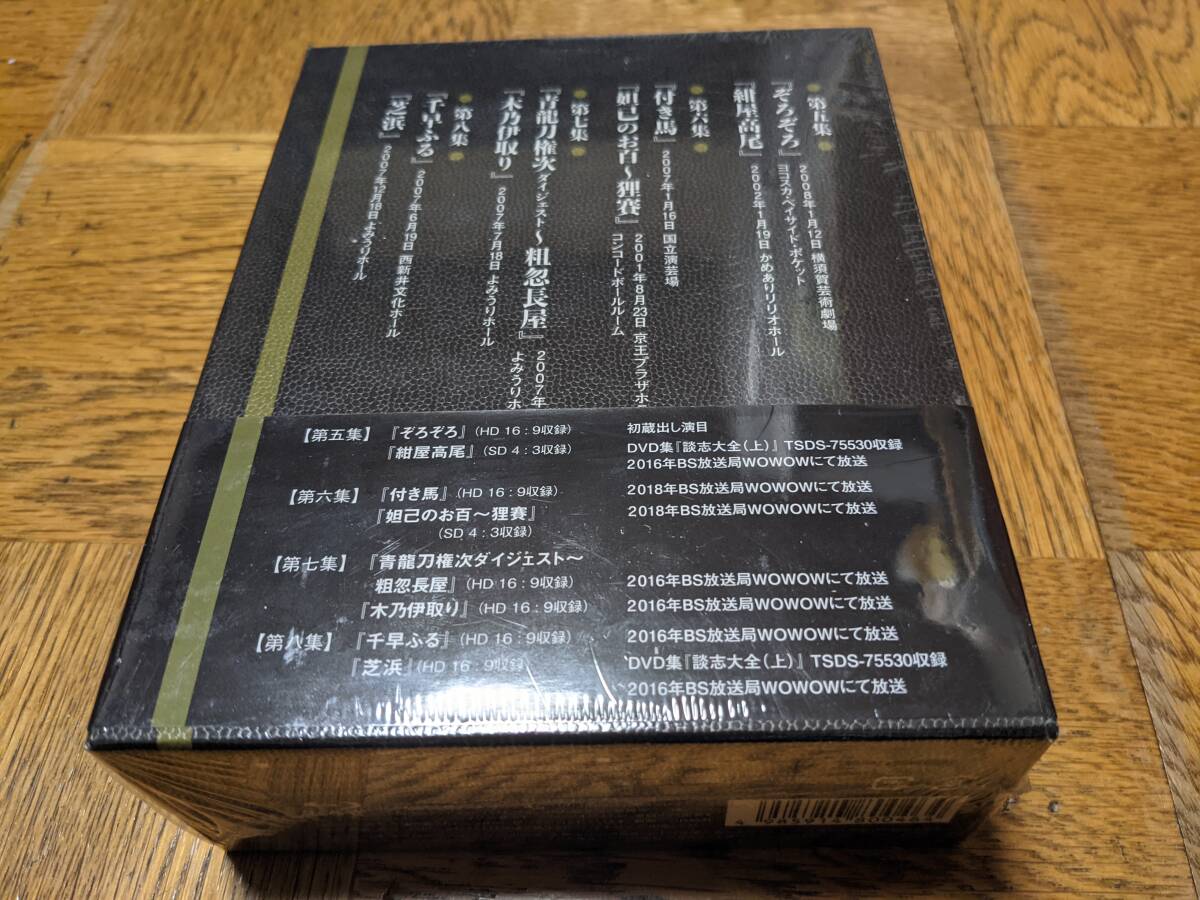 ●第五集●
『ぞろぞろ』 2008年1月12日 横須賀芸術劇場
ヨコスカ・ベイサイド・ポケット
『紺屋高尾』 2002年1月19日 かめありリリオホール
●第六集●
『付き馬』 2007年1月16日 国立演芸場
『妲己のお百〜狸賽』 2001年8月23日 京王プラザホテ
コンコードボールルーム
●第七集●
『青龍刀権次ダイジェスト〜粗忽長屋』 2007年
よみうりホ
『木乃伊取り』 2007年7月18日 よみうりホール
●第八集●
『千早ふる』 2007年6月19日 西新井文化ホール
『芝浜』 2007年12月18日 よみうりホール
【第五集】 『ぞろぞろ』(HD 16:9収録) 初蔵出し演目
『紺屋高尾』(SD 4:3収録) DVD集『談志大全(上)』TSDS-75530収録
2016年BS放送局WOWOWにて放送
【第六集】 『付き馬』(HD 16:9収録) 2018年BS放送局WOWOWにて放送
『妲己のお百〜狸賽』 2018年BS放送局WOWOWにて放送
(SD 4:3収録)
【第七集】 『青龍刀権次ダイジェスト〜
粗忽長屋』(HD 16:9収録) 2016年BS放送局WOWOWにて放送
『木乃伊取り』(HD 16:9収録) 2016年BS放送局WOWOWにて放送
【第八集】 『千早ふる』(HD 16:9収録) 2016年BS放送局WOWOWにて放送
『芝浜』(HD 16:9収録 DVD集『談志大全(上)』TSDS-75530収録
2016年BS放送局WOWOWにて放送